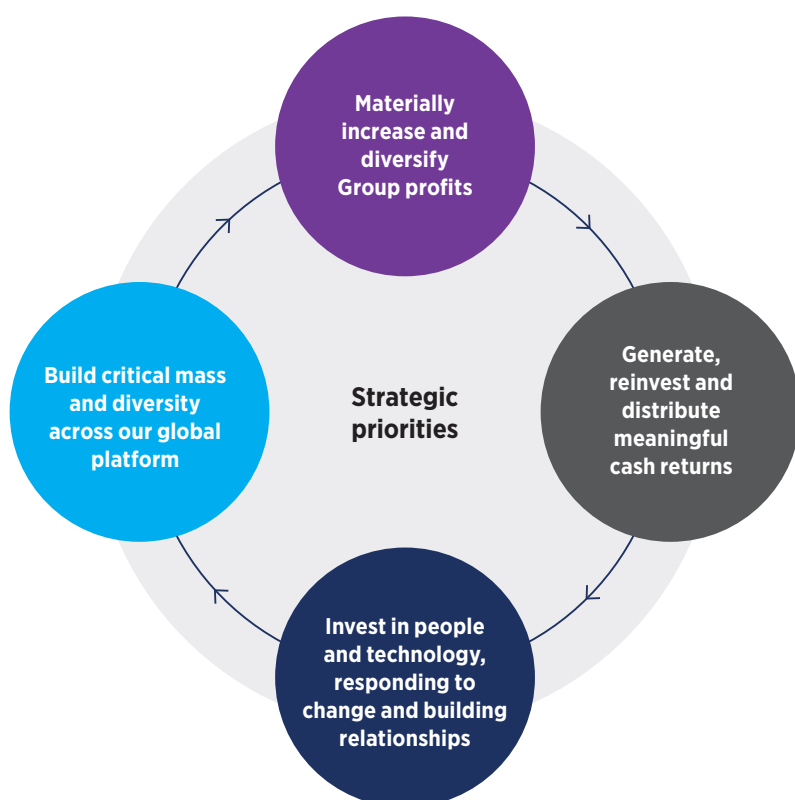 Materially
increase and
diversify
Group profits
Build critical mass
and diversity
across our global
platform
Strategic
priorities
Generate,
reinvest and
distribute
meaningful
cash returns
Invest in people
and technology,
responding to
change and building
relationships